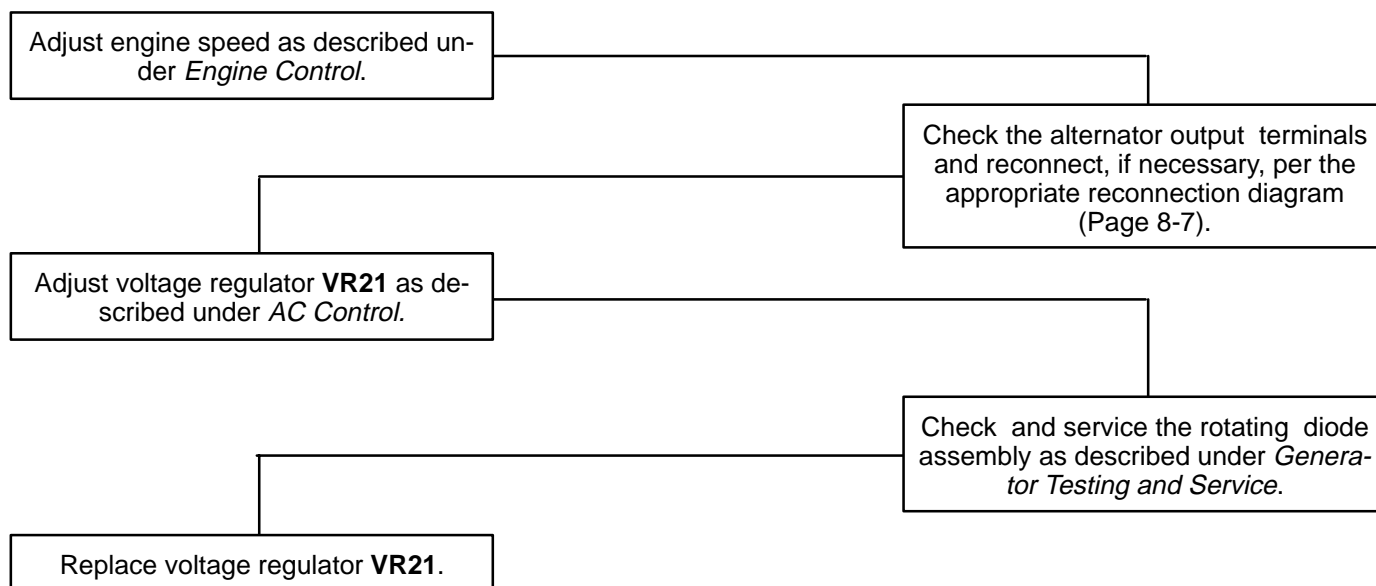 Adjust engine speed as described un-
der Engine Control.
Check the alternator output terminals
and reconnect, if necessary, per the
appropriate reconnection diagram
(Page 8-7).
Adjust voltage regulator VR21 as de-
scribed under AC Control.
Check and service the rotating diode
assembly as described under Genera-
tor Testing and Service.
Replace voltage regulator VR21.